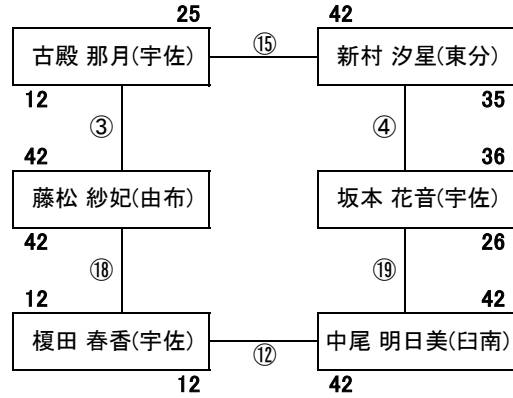 25 42
古殿 那月(宇佐) ⑮ 新村 汐星(東分)
12 35
③ ④
42 36
藤松 紗妃(由布) 坂本 花音(宇佐)
42 26
⑱ ⑲
12 42
榎田 春香(宇佐) ⑫ 中尾 明日美(臼南)
12 42